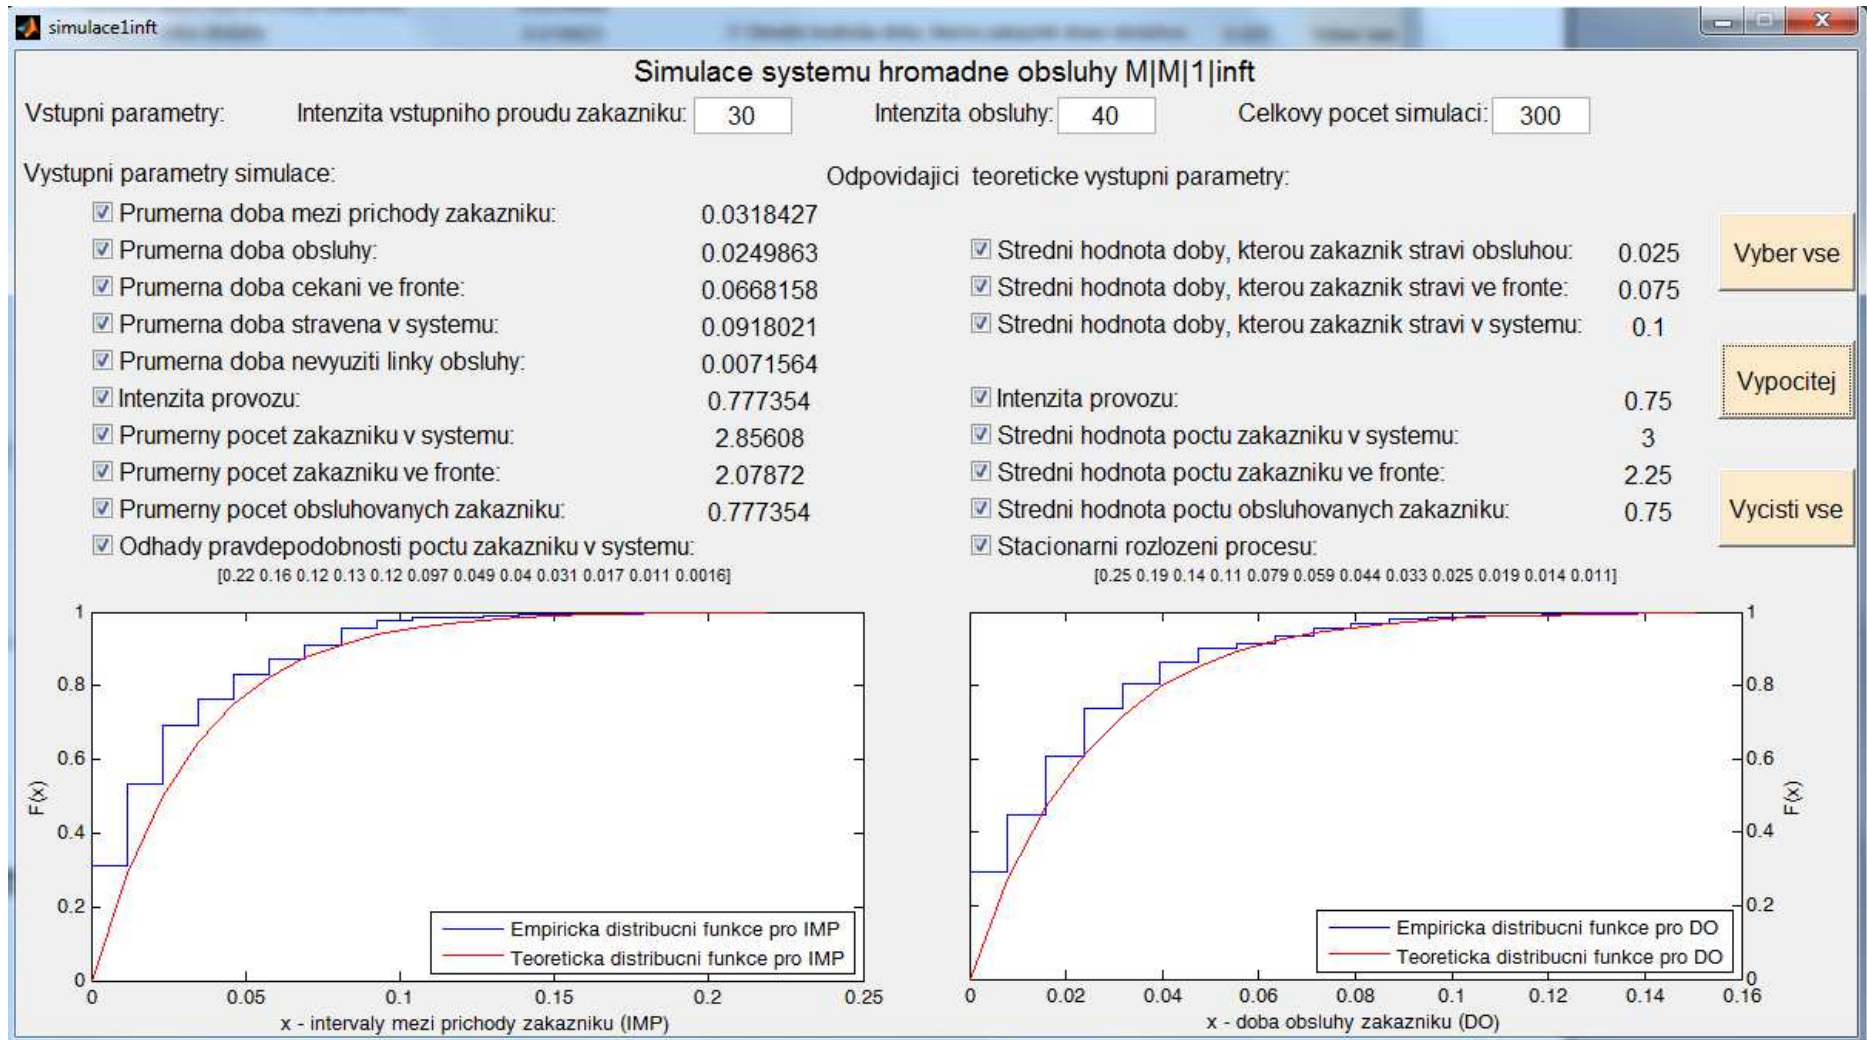 simulace1inft
Simulace systemu hromadne obsluhy M|M|1|inft
Vstupni parametry: Intenzita vstupniho proudu zakazniku: 30 Intenzita obsluhy: 40 Celkovy pocet simulaci: 300
Vystupni parametry simulace:
Odpovidajici teoreticke vystupni parametry:
Prumerna doba mezi prichody zakazniku: 0.0318427
Prumerna doba obsluhy: 0.0249863 Stredni hodnota doby, kterou zakaznik stravi obsluhou: 0.025 Vyber vse
Prumerna doba cekani ve fronte: 0.0668158 Stredni hodnota doby, kterou zakaznik stravi ve fronte: 0.075
Prumerna doba stravena v systemu: 0.0918021 Stredni hodnota doby, kterou zakaznik stravi v systemu: 0.1
Prumerna doba nevyuziti linky obsluhy: 0.0071564
Vypocitej
Intenzita provozu: 0.777354 Intenzita provozu: 0.75
Prumerny pocet zakazniku v systemu: 2.85608 Stredni hodnota poctu zakazniku v systemu: 3
Prumerny pocet zakazniku ve fronte: 2.07872 Stredni hodnota poctu zakazniku ve fronte: 2.25
Prumerny pocet obsluhovanych zakazniku: 0.777354 Stredni hodnota poctu obsluhovanych zakazniku: 0.75 Vycisti vse
Odhady pravdepodobnosti poctu zakazniku v systemu: Stacionarni rozlozeni procesu:
[0.22 0.16 0.12 0.13 0.12 0.097 0.049 0.04 0.031 0.017 0.011 0.0016] [0.25 0.19 0.14 0.11 0.079 0.059 0.044 0.033 0.025 0.019 0.014 0.011]
1
0.8
0.6
0.4
0.2
0
F(x)
Empiricka distribucni funkce pro IMP
Teoreticka distribucni funkce pro IMP
0 0.05 0.1 0.15 0.2 0.25
x - intervaly mezi prichody zakazniku (IMP)
1
0.8
0.6
0.4
0.2
0
F(x)
Empiricka distribucni funkce pro DO
Teoreticka distribucni funkce pro DO
0 0.02 0.04 0.06 0.08 0.1 0.12 0.14 0.16
x - doba obsluhy zakazniku (DO)